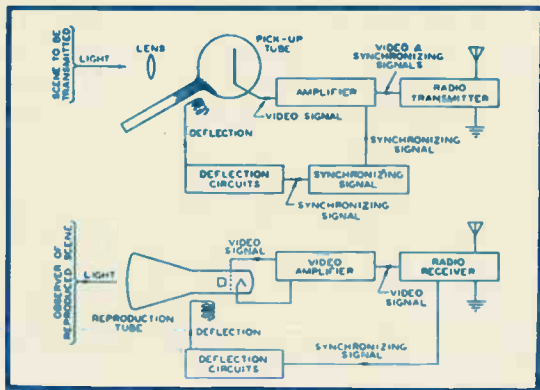 SCENE TO BE
TRANSMITTED
LIGHT
LENS
PICK-UP
TUBE
VIDEO &
SYNCHRONIZING
SIGNALS
AMPLIFIER
RADIO
TRANSMITTER
VIDEO SIGNAL
DEFLECTION
SYNCHRONIZING
SIGNAL
DEFLECTION
CIRCUITS
SYNCHRONIZING
SIGNAL
SYNCHRONIZING
SIGNAL
OBSERVER OF
REPRODUCED SCENE
LIGHT
VIDEO
SIGNAL
VIDEO
AMPLIFIER
RADIO
RECEIVER
VIDEO
SIGNAL
REPRODUCTION
TUBE
DEFLECTION
DEFLECTION
CIRCUITS
SYNCHRONIZING
SIGNAL